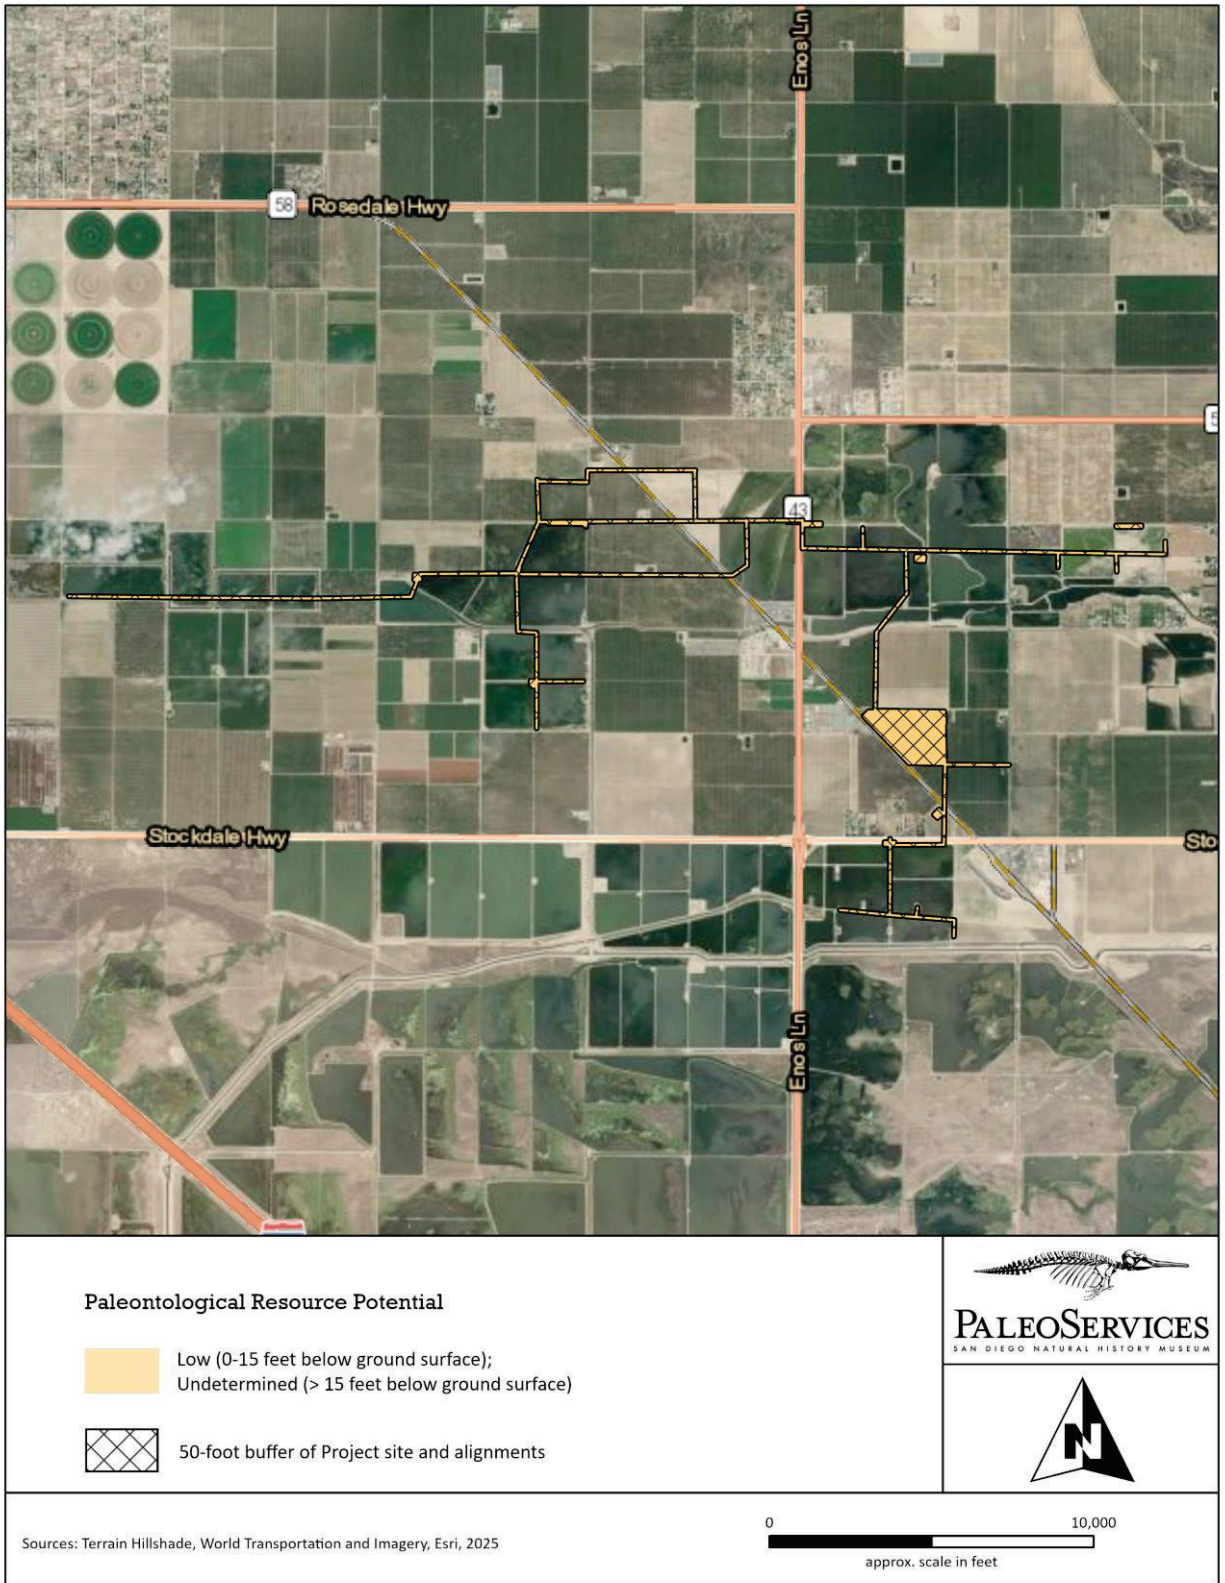 Enos Ln
58
Rosedale Hwy
5
43
Stockdale Hwy
Sto
Enos Ln
Paleontological Resource Potential
Low (0-15 feet below ground surface);
Undetermined (> 15 feet below ground surface)
50-foot buffer of Project site and alignments
PALEOSERVICES
SAN DIEGO NATURAL HISTORY MUSEUM
N
Sources: Terrain Hillshade, World Transportation and Imagery, Esri, 2025
0 10,000
approx. scale in feet